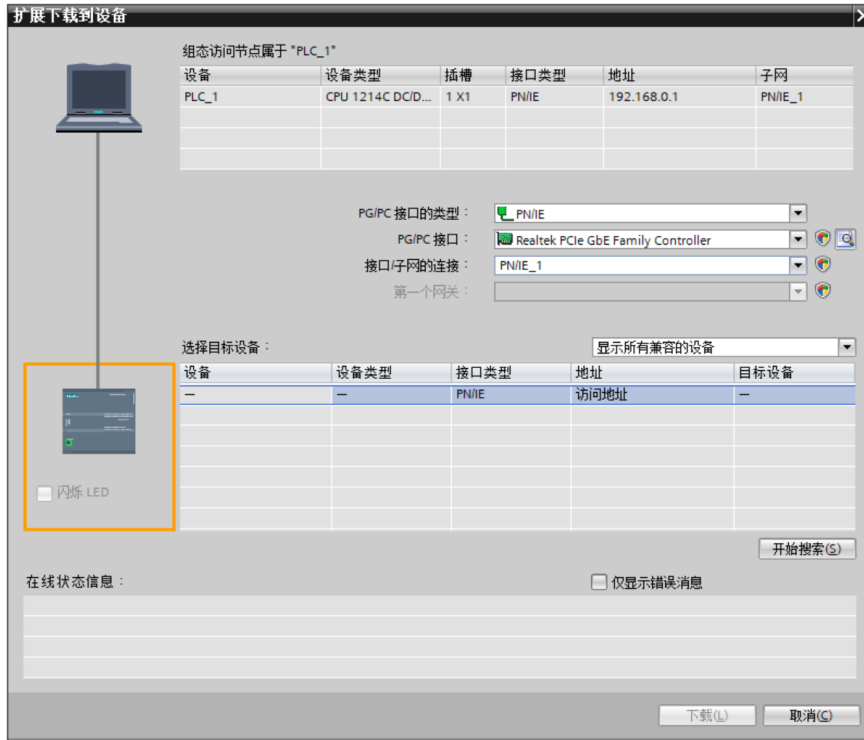 扩展下载到设备
组态访问节点属于 "PLC_1"
设备 设备类型 插槽 接口类型 地址 子网
PLC_1 CPU 1214C DC/D... 1 X1 PN/IE 192.168.0.1 PN/IE_1
PG/PC 接口的类型： PN/IE
PG/PC 接口： Realtek PCIe GbE Family Controller
接口/子网的连接： PN/IE_1
第一个网关：
选择目标设备： 显示所有兼容的设备
设备 设备类型 接口类型 地址 目标设备
— — PN/IE 访问地址 —
闪烁 LED
开始搜索(S)
在线状态信息： 仅显示错误消息
下载(L) 取消(C)